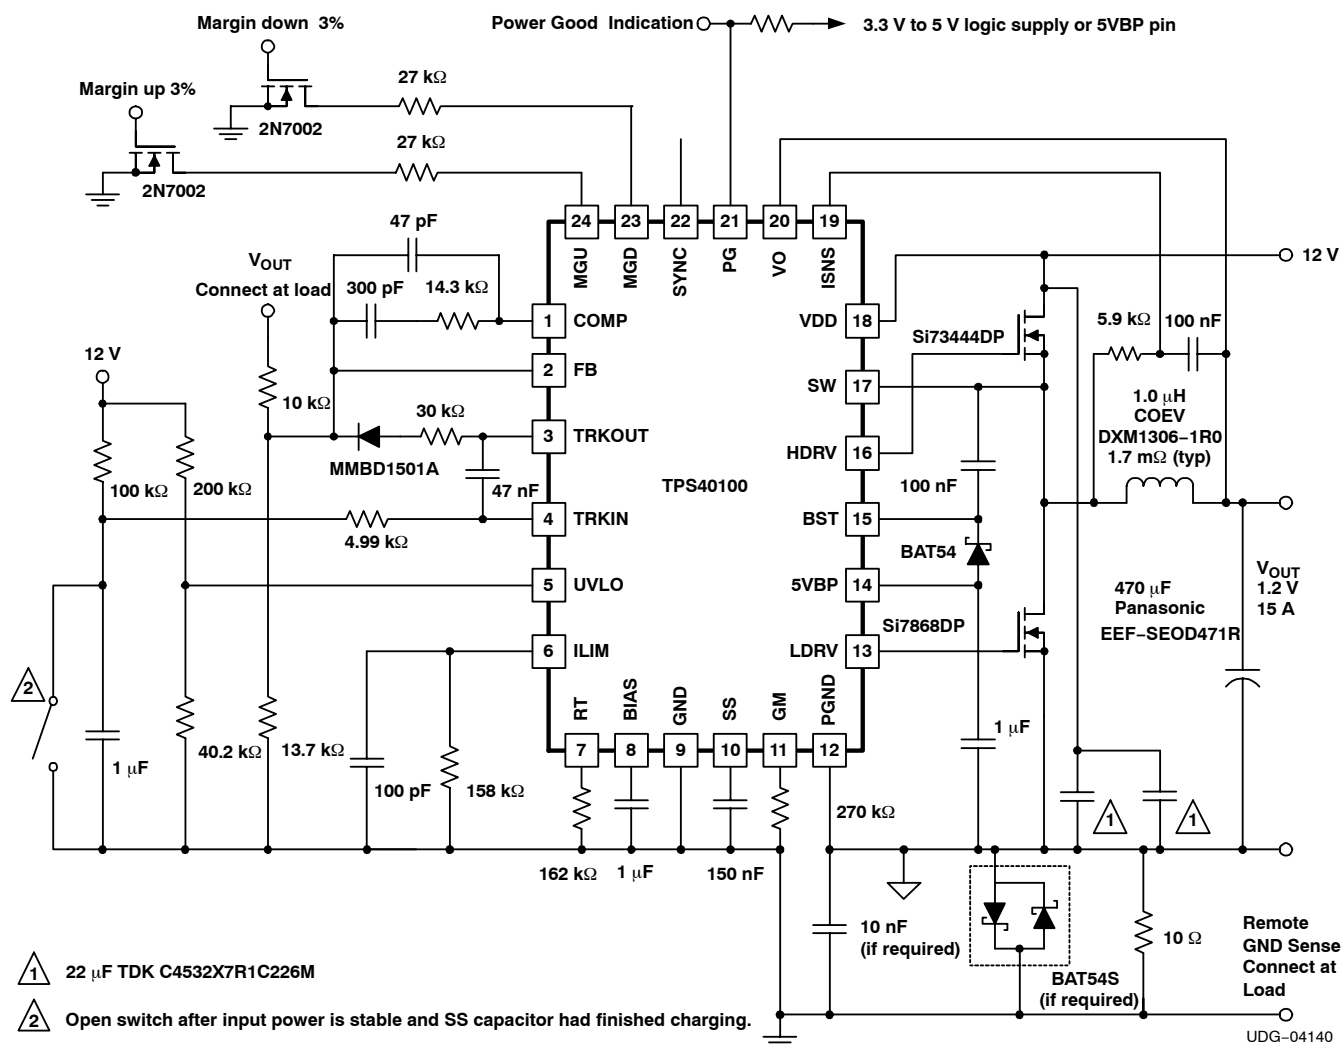 Margin down 3%
Power Good Indication
3.3 V to 5 V logic supply or 5VBP pin
Margin up 3%
27 kΩ
2N7002
27 kΩ
2N7002
24
23
22
21
20
19
MGU
MGD
SYNC
PG
VO
ISNS
47 pF
VOUT
Connect at load
300 pF
14.3 kΩ
1
COMP
2
FB
3
TRKOUT
4
TRKIN
5
UVLO
6
ILIM
12 V
10 kΩ
30 kΩ
MMBD1501A
47 nF
100 kΩ
200 kΩ
4.99 kΩ
TPS40100
VDD
18
SW
17
HDRV
16
BST
15
5VBP
14
LDRV
13
12 V
Si73444DP
5.9 kΩ
100 nF
1.0 μH
COEV
DXM1306−1R0
1.7 mΩ (typ)
100 nF
BAT54
Si7868DP
470 μF
Panasonic
EEF−SEOD471R
VOUT
1.2 V
15 A
2
1 μF
40.2 kΩ
13.7 kΩ
100 pF
158 kΩ
RT
BIAS
GND
SS
GM
PGND
7
8
9
10
11
12
1 μF
162 kΩ
1 μF
150 nF
270 kΩ
1
1
10 nF
(if required)
BAT54S
(if required)
10 Ω
Remote
GND Sense
Connect at
Load
1
22 μF TDK C4532X7R1C226M
2
Open switch after input power is stable and SS capacitor had finished charging.
UDG−04140